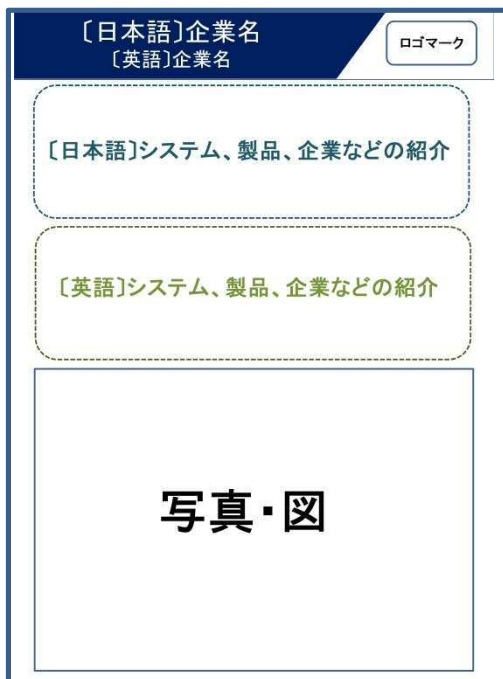 〔日本語〕企業名
〔英語〕企業名
ロゴマーク
〔日本語〕システム、製品、企業などの紹介
〔英語〕システム、製品、企業などの紹介
写真・図